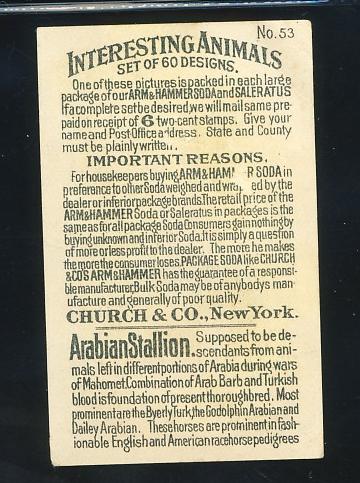 No. 53
INTERESTING ANIMALS
SET OF 60 DESIGNS.
One of these pictures is packed in each large
package of our ARM & HAMMER SODA and SALERATUS
If a complete set be desired, we will mail same pre-
paid on receipt of 6 two-cent stamps. Give your
name and Post Office address. State and County
must be plainly written.
IMPORTANT REASONS.
For housekeepers buying ARM & HAM R SODA in
preference to other Soda weighed and wrap ed by the
dealer or inferior package brands. The retail price of the
ARM & HAMMER Soda or Saleratus in packages is the
same as for all package Soda Consumers gain nothing by
buying unknown and inferior Soda. It is simply a question
of more or less profit to the dealer. The more he makes
the more the consumer loses. PACKAGE SODA like CHURCH
& CO'S ARM & HAMMER has the guarantee of a responsi-
ble manufacturer, Bulk Soda may be of anybodys man-
ufacture and generally of poor quality.
CHURCH & CO., New York.
Arabian Stallion. Supposed to be de-
scendants from ani-
mals left in different portions of Arabia during wars
of Mahomet. Combination of Arab Barb and Turkish
blood is foundation of present thoroughbred. Most
prominent are the Byerly Turk, the Godolphin Arabian and
Dailey Arabian. These horses are prominent in fash-
ionable English and American racehorse pedigrees